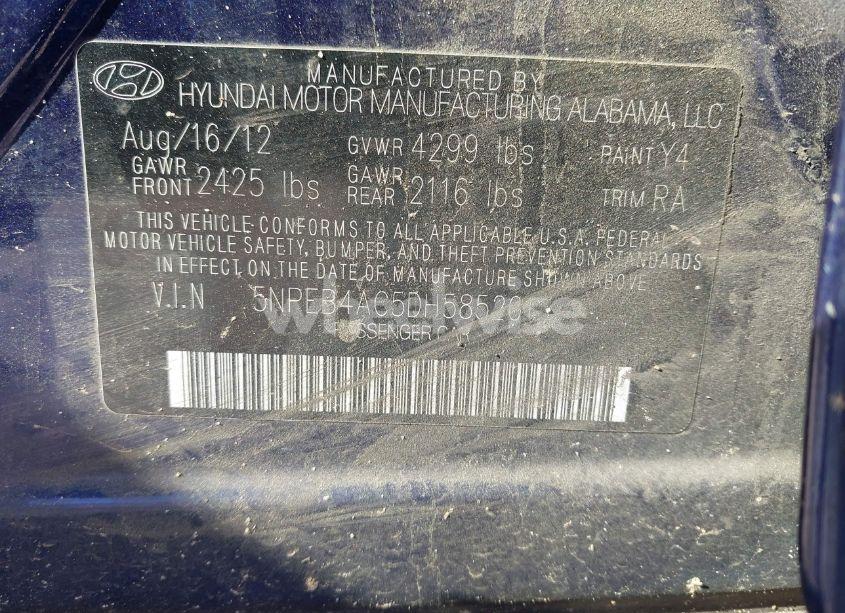 MANUFACTURED BY
HYUNDAI MOTOR MANUFACTURING ALABAMA, LLC
Aug/16/12 GVWR 4299 lbs PAINT Y4
GAWR FRONT 2425 lbs GAWR REAR 2116 lbs TRIM RA
THIS VEHICLE CONFORMS TO ALL APPLICABLE U.S.A. FEDERAL
MOTOR VEHICLE SAFETY, BUMPER, AND THEFT PREVENTION STANDARDS
IN EFFECT ON THE DATE OF MANUFACTURE SHOWN ABOVE
V.I.N
wheelwise